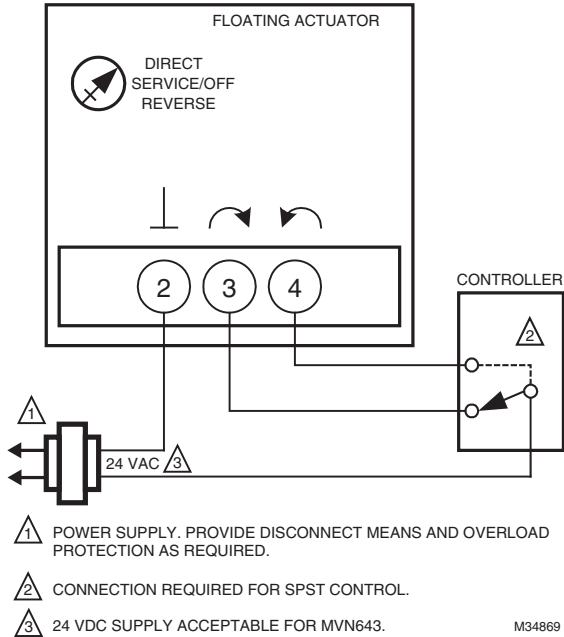 FLOATING ACTUATOR
DIRECT
SERVICE/OFF
REVERSE
2
3
4
CONTROLLER
2
1
24 VAC 3
1 POWER SUPPLY. PROVIDE DISCONNECT MEANS AND OVERLOAD
PROTECTION AS REQUIRED.
2 CONNECTION REQUIRED FOR SPST CONTROL.
3 24 VDC SUPPLY ACCEPTABLE FOR MVN643.
M34869